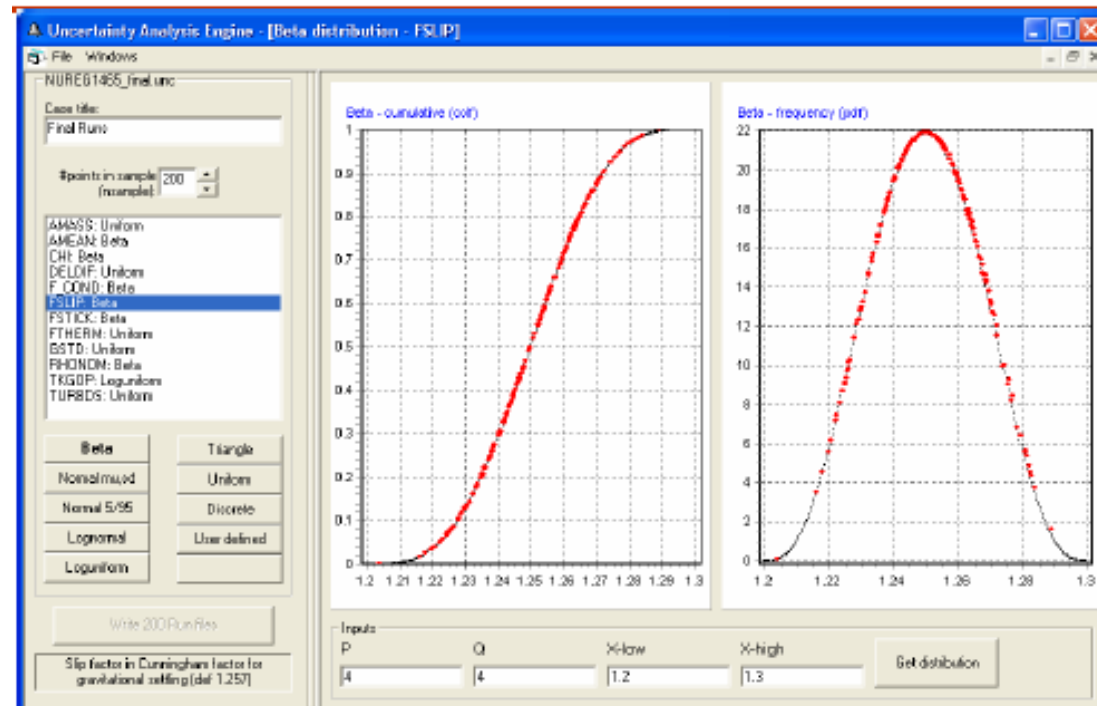 Uncertainty Analysis Engine - [Beta distribution - FSLIP]
File Windows
NUREG1465_final.unc
Case title:
Final Runs
#points in sample (nsample): 200
AMASS: Uniform
AMEAN: Beta
CHI: Beta
DELDIF: Uniform
F_COND: Beta
FSLIP: Beta
FSTICK: Beta
FTHERM: Uniform
GSTD: Uniform
RHONOM: Beta
TKGOP: Loguniform
TURBDS: Uniform
Beta Triangle
Normal mu,sd Uniform
Normal 5/95 Discrete
Lognormal User defined
Loguniform
Write 200 Run files
Slip factor in Cunningham factor for
gravitational settling (def 1.257)
Beta - cumulative (cdf)
1
0.9
0.8
0.7
0.6
0.5
0.4
0.3
0.2
0.1
0
1.2 1.21 1.22 1.23 1.24 1.25 1.26 1.27 1.28 1.29 1.3
Beta - frequency (pdf)
22
20
18
16
14
12
10
8
6
4
2
0
1.2 1.22 1.24 1.26 1.28 1.3
Inputs
P Q X-low X-high
4 4 1.2 1.3
Get distribution